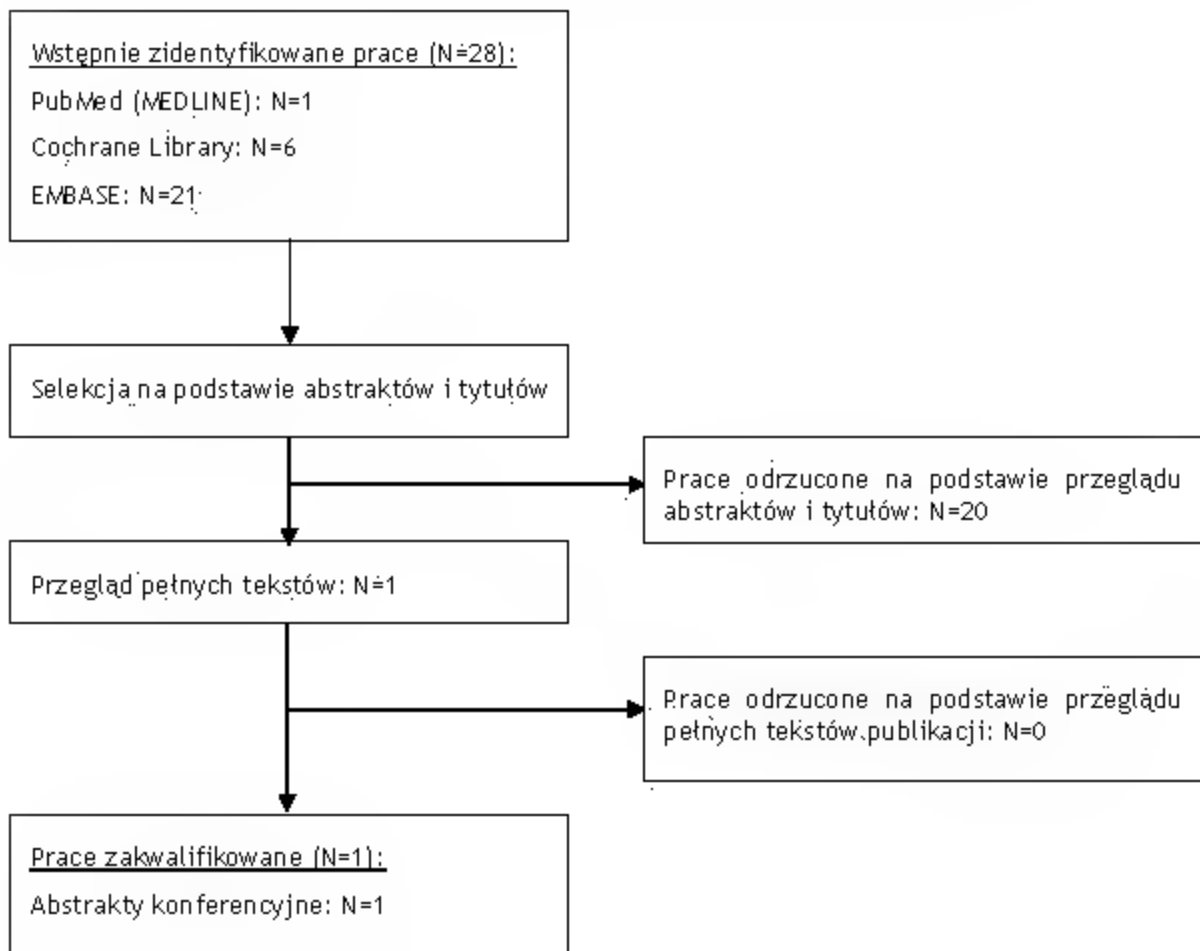 Wstępnie zidentyfikowane prace (N=28):
PubMed (MEDLINE): N=1
Cochrane Library: N=6
EMBASE: N=21
Selekcja na podstawie abstraktów i tytułów
Prace odrzucone na podstawie przeglądu
abstraktów i tytułów: N=20
Przegląd pełnych tekstów: N=1
Prace odrzucone na podstawie przeglądu
pełnych tekstów publikacji: N=0
Prace zakwalifikowane (N=1):
Abstrakty konferencyjne: N=1